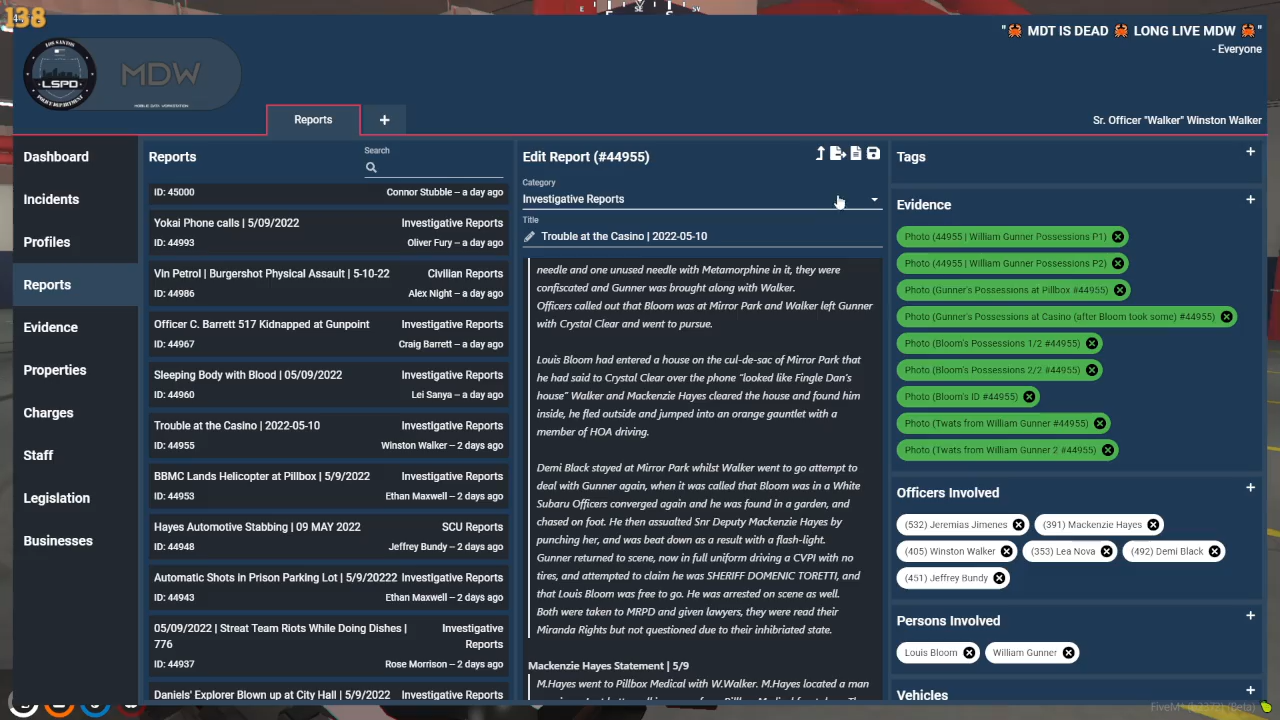 138
S
SV
" MDT IS DEAD LONG LIVE MDW "
- Everyone
LOS SANTOS
LSPD
POLICE DEPARTMENT
MDW
MOBILE DATA WORKSTATION
Reports
+
Sr. Officer "Walker" Winston Walker
Dashboard
Incidents
Profiles
Reports
Evidence
Properties
Charges
Staff
Legislation
Businesses
Reports
Search
ID: 45000 Connor Stubble – a day ago
Yokai Phone calls | 5/09/2022 Investigative Reports
ID: 44993 Oliver Fury – a day ago
Vin Petrol | Burgershot Physical Assault | 5-10-22 Civilian Reports
ID: 44986 Alex Night – a day ago
Officer C. Barrett 517 Kidnapped at Gunpoint Investigative Reports
ID: 44967 Craig Barrett – a day ago
Sleeping Body with Blood | 05/09/2022 Investigative Reports
ID: 44960 Lei Sanya – a day ago
Trouble at the Casino | 2022-05-10 Investigative Reports
ID: 44955 Winston Walker – 2 days ago
BBMC Lands Helicopter at Pillbox | 5/9/2022 Investigative Reports
ID: 44953 Ethan Maxwell – 2 days ago
Hayes Automotive Stabbing | 09 MAY 2022 SCU Reports
ID: 44948 Jeffrey Bundy – 2 days ago
Automatic Shots in Prison Parking Lot | 5/9/20222 Investigative Reports
ID: 44943 Ethan Maxwell – 2 days ago
05/09/2022 | Streat Team Riots While Doing Dishes | Investigative
776 Reports
ID: 44937 Rose Morrison – 2 days ago
Daniels' Explorer Blown up at City Hall | 5/9/2022 Investigative Reports
Edit Report (#44955)
Category
Investigative Reports
Title
Trouble at the Casino | 2022-05-10
needle and one unused needle with Metamorphine in it, they were
confiscated and Gunner was brought along with Walker.
Officers called out that Bloom was at Mirror Park and Walker left Gunner
with Crystal Clear and went to pursue.
Louis Bloom had entered a house on the cul-de-sac of Mirror Park that
he had said to Crystal Clear over the phone "looked like Fingle Dan's
house" Walker and Mackenzie Hayes cleared the house and found him
inside, he fled outside and jumped into an orange gauntlet with a
member of HOA driving.
Demi Black stayed at Mirror Park whilst Walker went to go attempt to
deal with Gunner again, when it was called that Bloom was in a White
Subaru Officers converged again and he was found in a garden, and
chased on foot. He then assualted Snr Deputy Mackenzie Hayes by
punching her, and was beat down as a result with a flash-light.
Gunner returned to scene, now in full uniform driving a CVPI with no
tires, and attempted to claim he was SHERIFF DOMENIC TORETTI, and
that Louis Bloom was free to go. He was arrested on scene as well.
Both were taken to MRPD and given lawyers, they were read their
Miranda Rights but not questioned due to their inhibriated state.
Mackenzie Hayes Statement | 5/9
M.Hayes went to Pillbox Medical with W.Walker. M.Hayes located a man
Tags
+
Evidence
+
Photo (44955 | William Gunner Possessions P1)
Photo (44955 | William Gunner Possessions P2)
Photo (Gunner's Possessions at Pillbox #44955)
Photo (Gunner's Possessions at Casino (after Bloom took some) #44955)
Photo (Bloom's Possessions 1/2 #44955)
Photo (Bloom's Possessions 2/2 #44955)
Photo (Bloom's ID #44955)
Photo (Twats from William Gunner #44955)
Photo (Twats from William Gunner 2 #44955)
Officers Involved
+
(532) Jeremias Jimenes (391) Mackenzie Hayes
(405) Winston Walker (353) Lea Nova (492) Demi Black
(451) Jeffrey Bundy
Persons Involved
+
Louis Bloom William Gunner
Vehicles
+